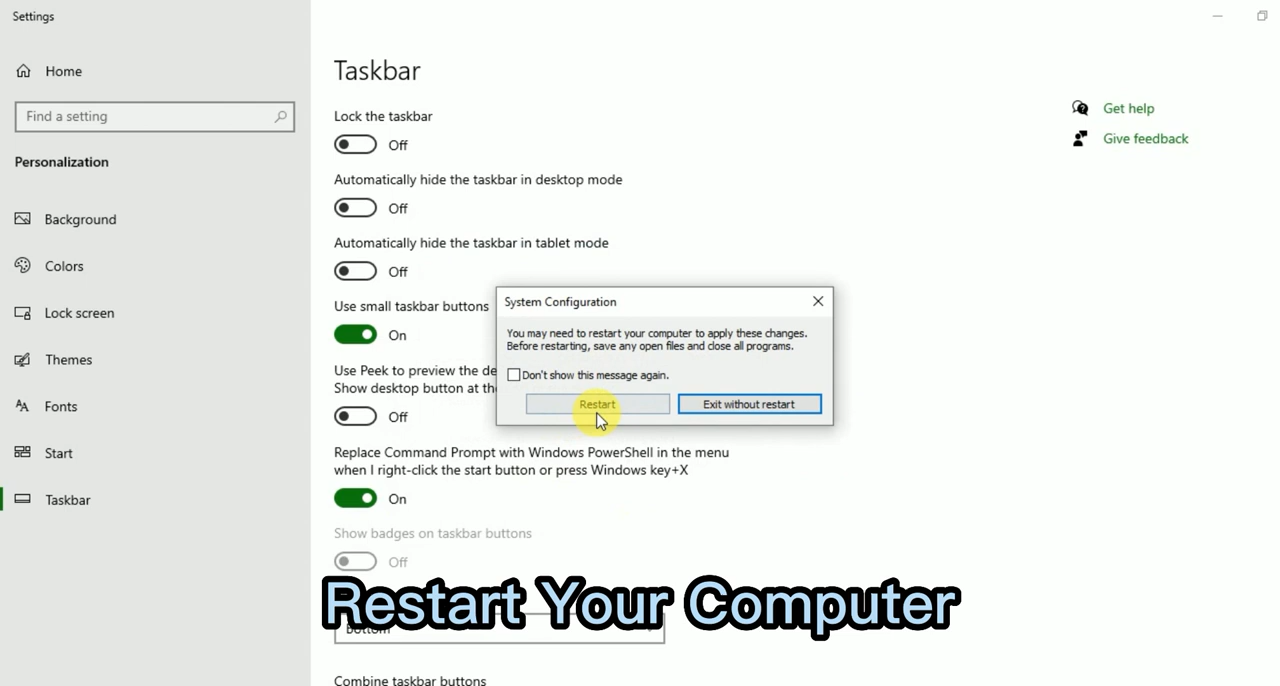 Settings
Home
Find a setting
Personalization
Background
Colors
Lock screen
Themes
Fonts
Start
Taskbar
Taskbar
Lock the taskbar
Off
Automatically hide the taskbar in desktop mode
Off
Automatically hide the taskbar in tablet mode
Off
Use small taskbar buttons
On
Use Peek to preview the de
Show desktop button at the
Off
Replace Command Prompt with Windows PowerShell in the menu
when I right-click the start button or press Windows key+X
On
Show badges on taskbar buttons
Off
Bottom
Combine taskbar buttons
Get help
Give feedback
System Configuration
You may need to restart your computer to apply these changes.
Before restarting, save any open files and close all programs.
Don't show this message again.
Restart
Exit without restart
Restart Your Computer